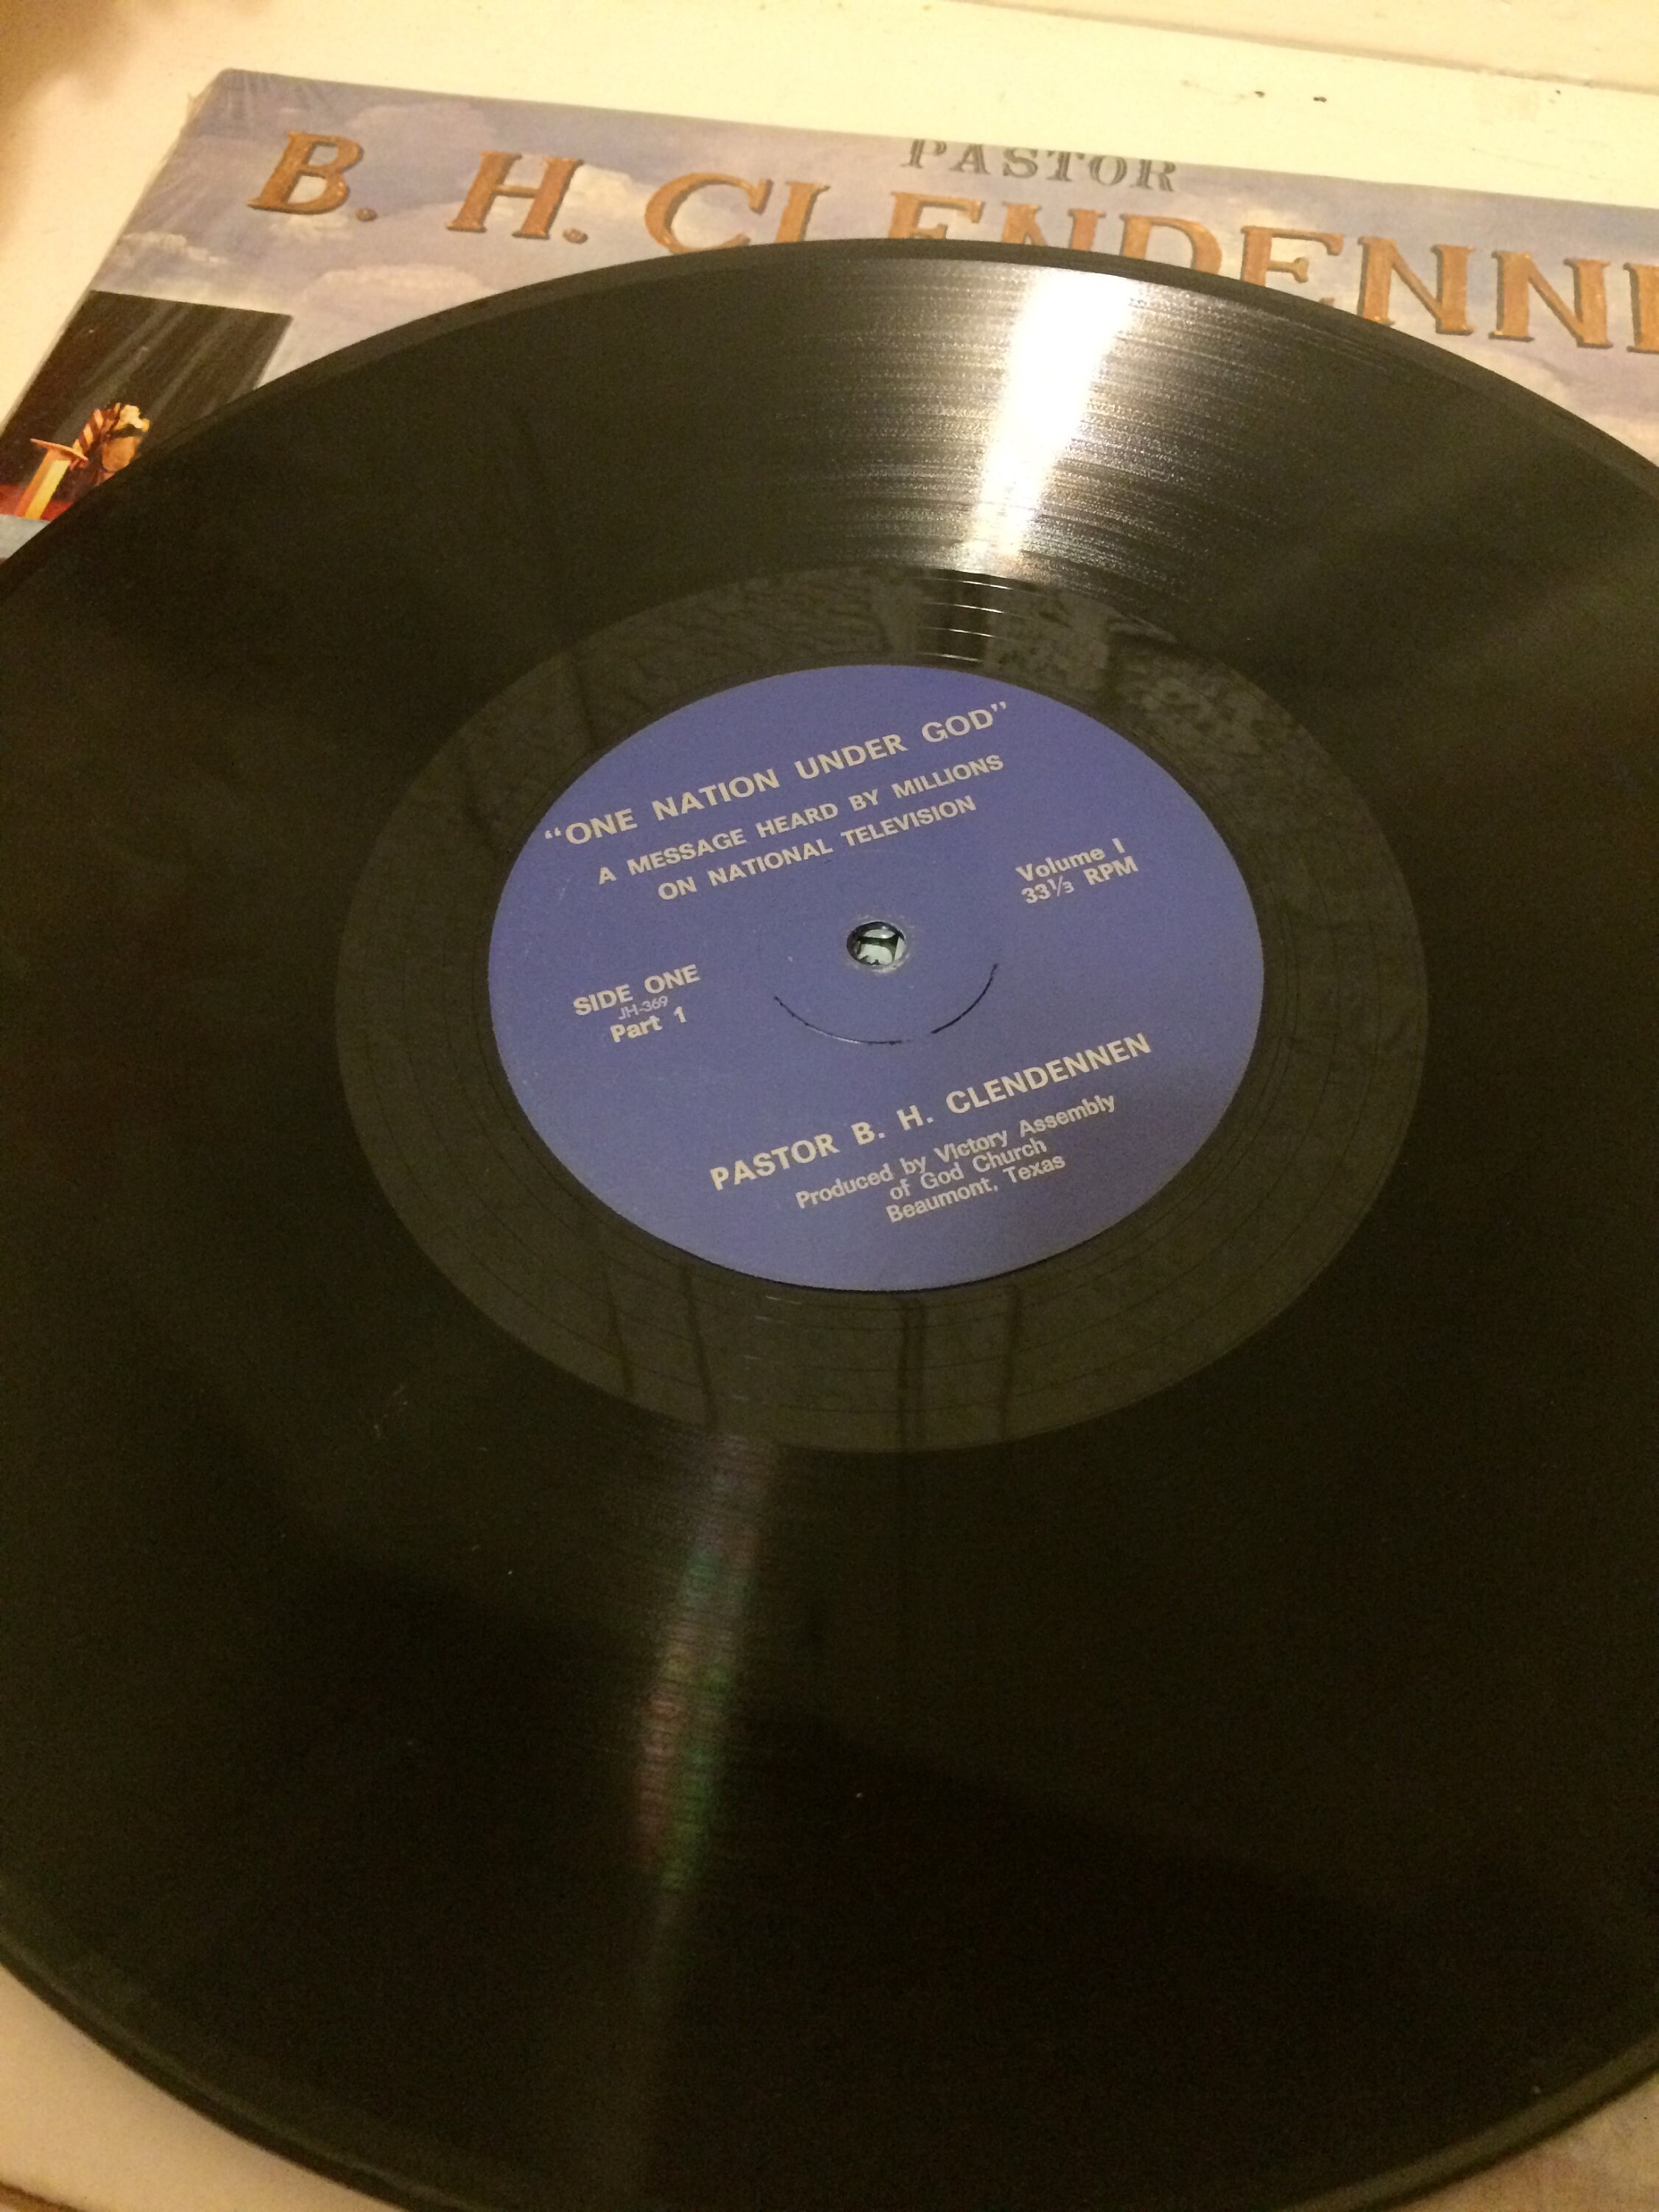 PASTOR
B. H. CLENDENN
“ONE NATION UNDER GOD”
A MESSAGE HEARD BY MILLIONS
ON NATIONAL TELEVISION
Volume I
33⅓ RPM
SIDE ONE
JH-369
Part 1
PASTOR B. H. CLENDENNEN
Produced by Victory Assembly
of God Church
Beaumont, Texas